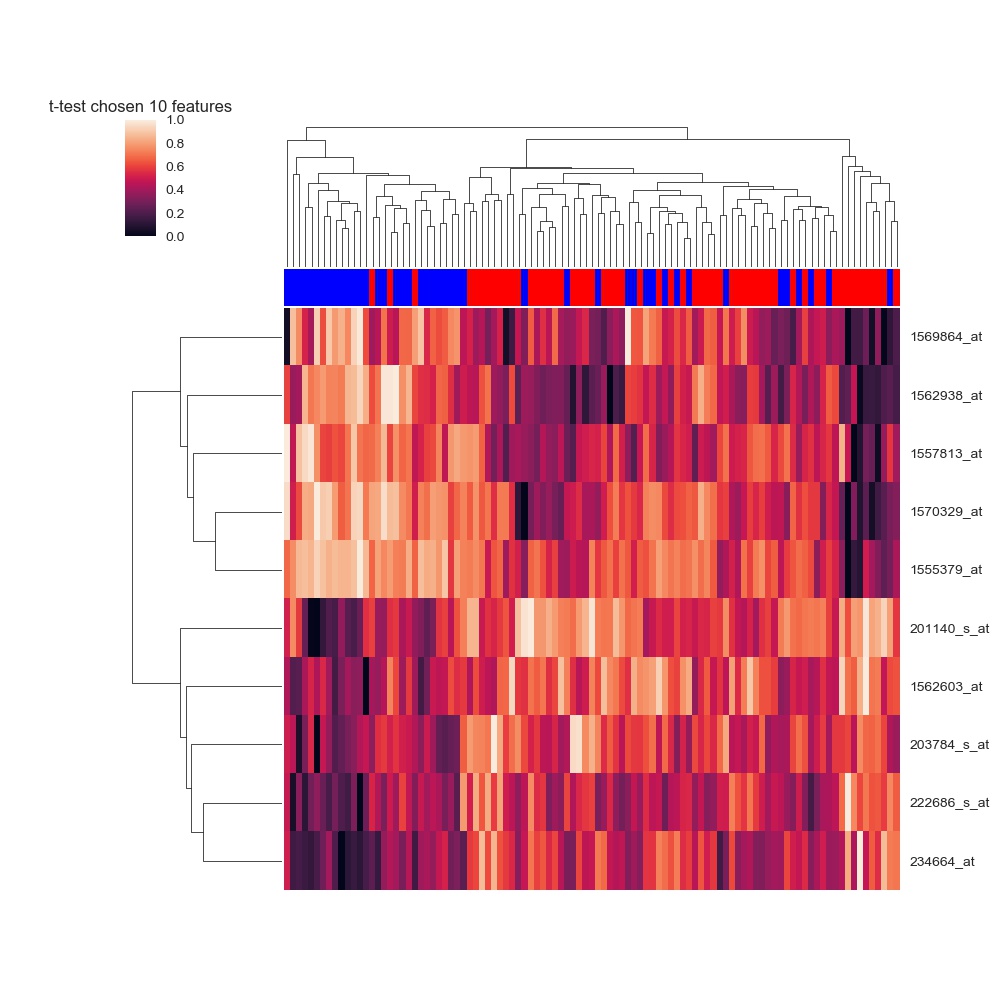 t-test chosen 10 features
1.0
0.8
0.6
0.4
0.2
0.0
1569864_at
1562938_at
1557813_at
1570329_at
1555379_at
201140_s_at
1562603_at
203784_s_at
222686_s_at
234664_at